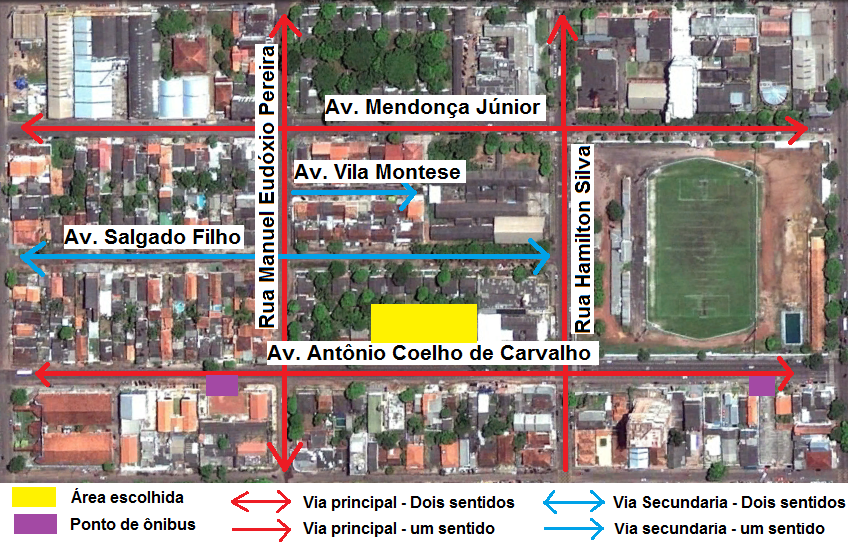 Rua Manuel Eudóxio Pereira
Av. Mendonça Júnior
Av. Vila Montese
Rua Hamilton Silva
Av. Salgado Filho
Av. Antônio Coelho de Carvalho
Área escolhida
Via principal - Dois sentidos
Via Secundaria - Dois sentidos
Ponto de ônibus
Via principal - um sentido
Via secundaria - um sentido